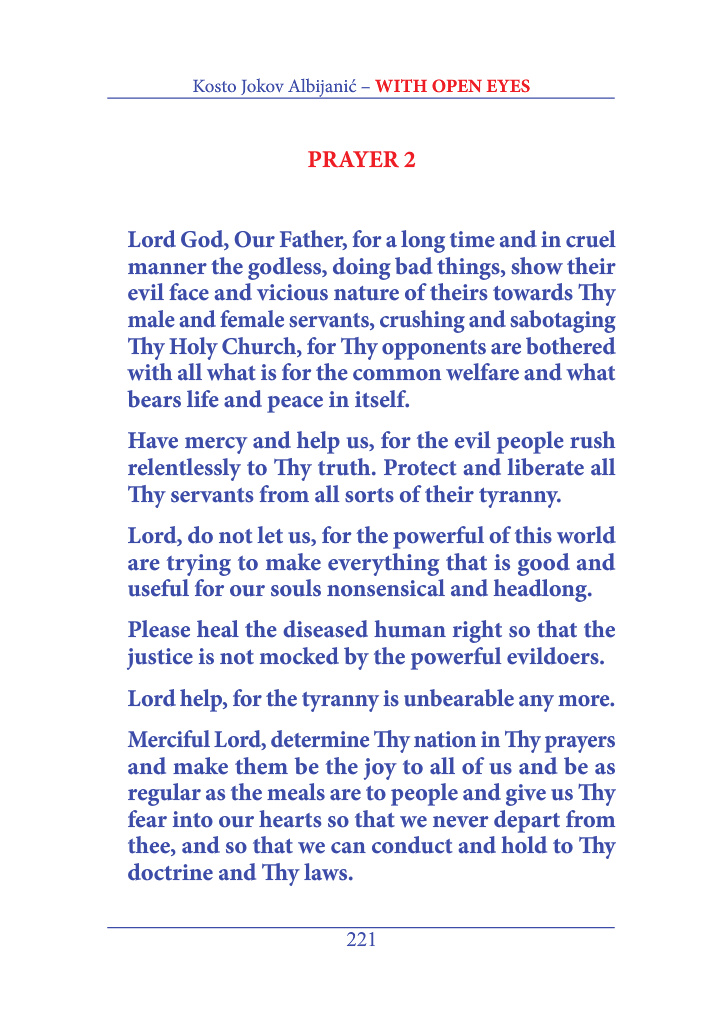 Kosto Jokov Albijanić – WITH OPEN EYES
PRAYER 2
Lord God, Our Father, for a long time and in cruel
manner the godless, doing bad things, show their
evil face and vicious nature of theirs towards Thy
male and female servants, crushing and sabotaging
Thy Holy Church, for Thy opponents are bothered
with all what is for the common welfare and what
bears life and peace in itself.
Have mercy and help us, for the evil people rush
relentlessly to Thy truth. Protect and liberate all
Thy servants from all sorts of their tyranny.
Lord, do not let us, for the powerful of this world
are trying to make everything that is good and
useful for our souls nonsensical and headlong.
Please heal the diseased human right so that the
justice is not mocked by the powerful evildoers.
Lord help, for the tyranny is unbearable any more.
Merciful Lord, determine Thy nation in Thy prayers
and make them be the joy to all of us and be as
regular as the meals are to people and give us Thy
fear into our hearts so that we never depart from
thee, and so that we can conduct and hold to Thy
doctrine and Thy laws.
221